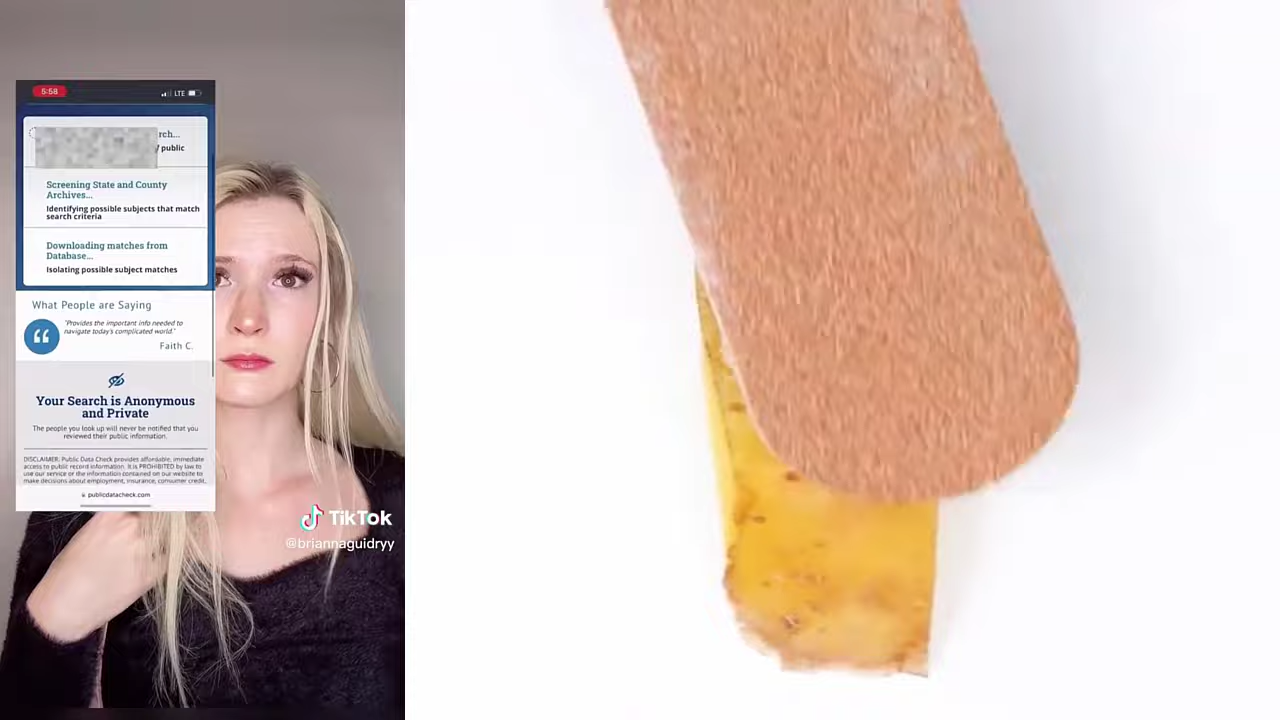 5:58
LTE
rch...
/ public
Screening State and County
Archives...
Identifying possible subjects that match
search criteria
Downloading matches from
Database...
Isolating possible subject matches
What People are Saying
"Provides the important info needed to
navigate today's complicated world."
Faith C.
Your Search is Anonymous
and Private
The people you look up will never be notified that you
reviewed their public information.
DISCLAIMER: Public Data Check provides affordable, immediate
access to public record information. It is PROHIBITED by law to
use our service or the information contained on our website to
make decisions about employment, insurance, consumer credit,
publicdatacheck.com
TikTok
@briannaguidryy